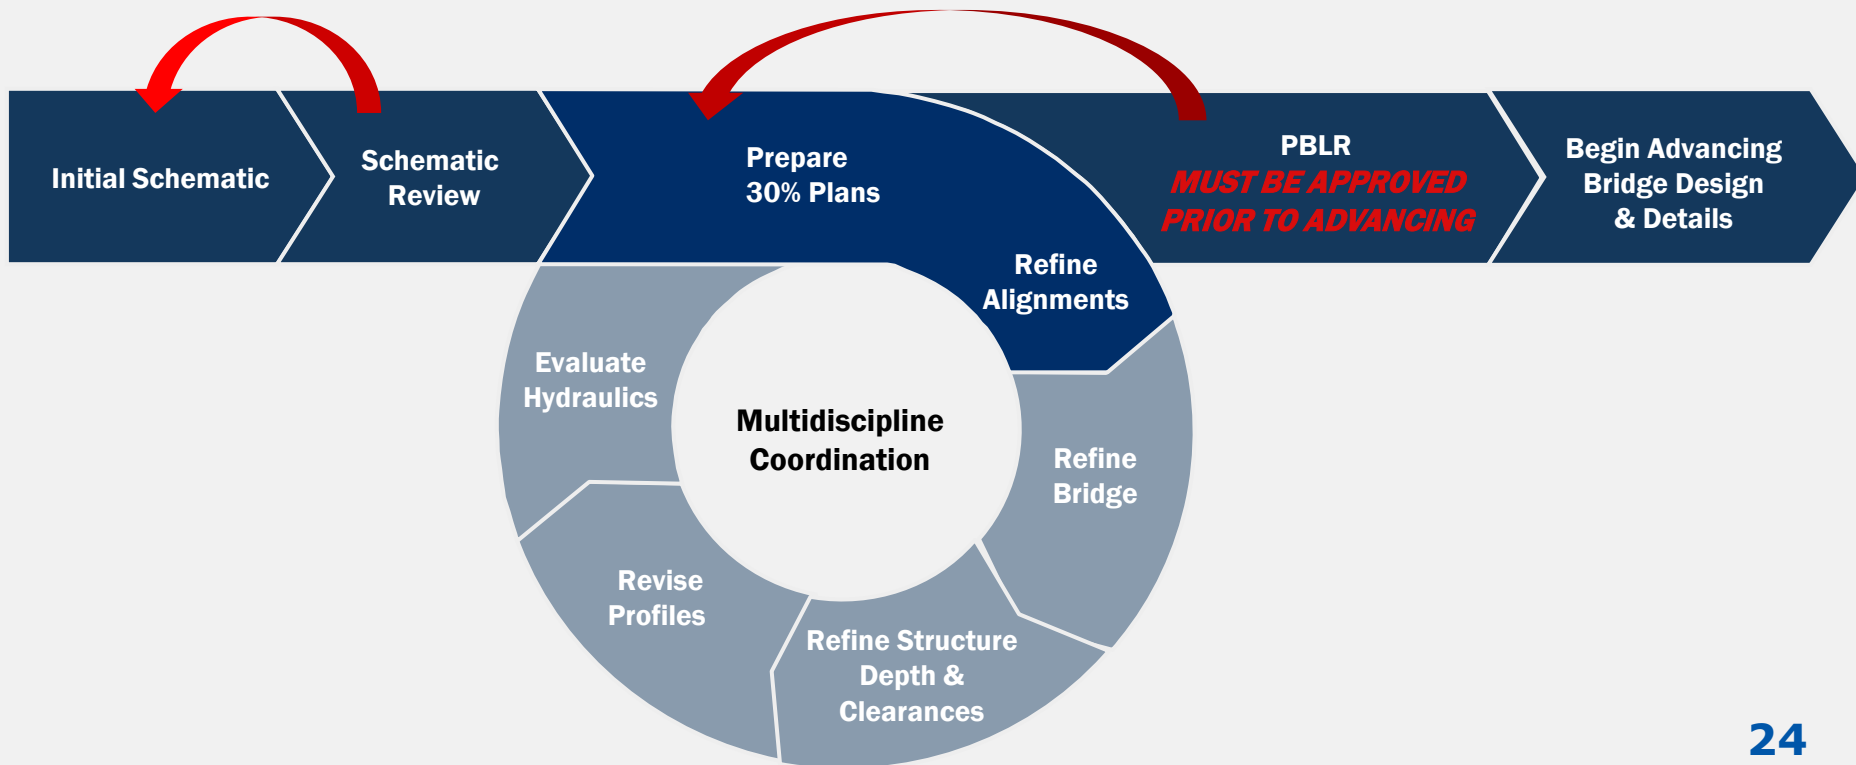 Initial Schematic
Schematic
Review
Prepare
30% Plans
PBLR
MUST BE APPROVED
PRIOR TO ADVANCING
Begin Advancing
Bridge Design
& Details
Refine
Alignments
Refine
Bridge
Refine Structure
Depth &
Clearances
Revise
Profiles
Evaluate
Hydraulics
Multidiscipline
Coordination
24